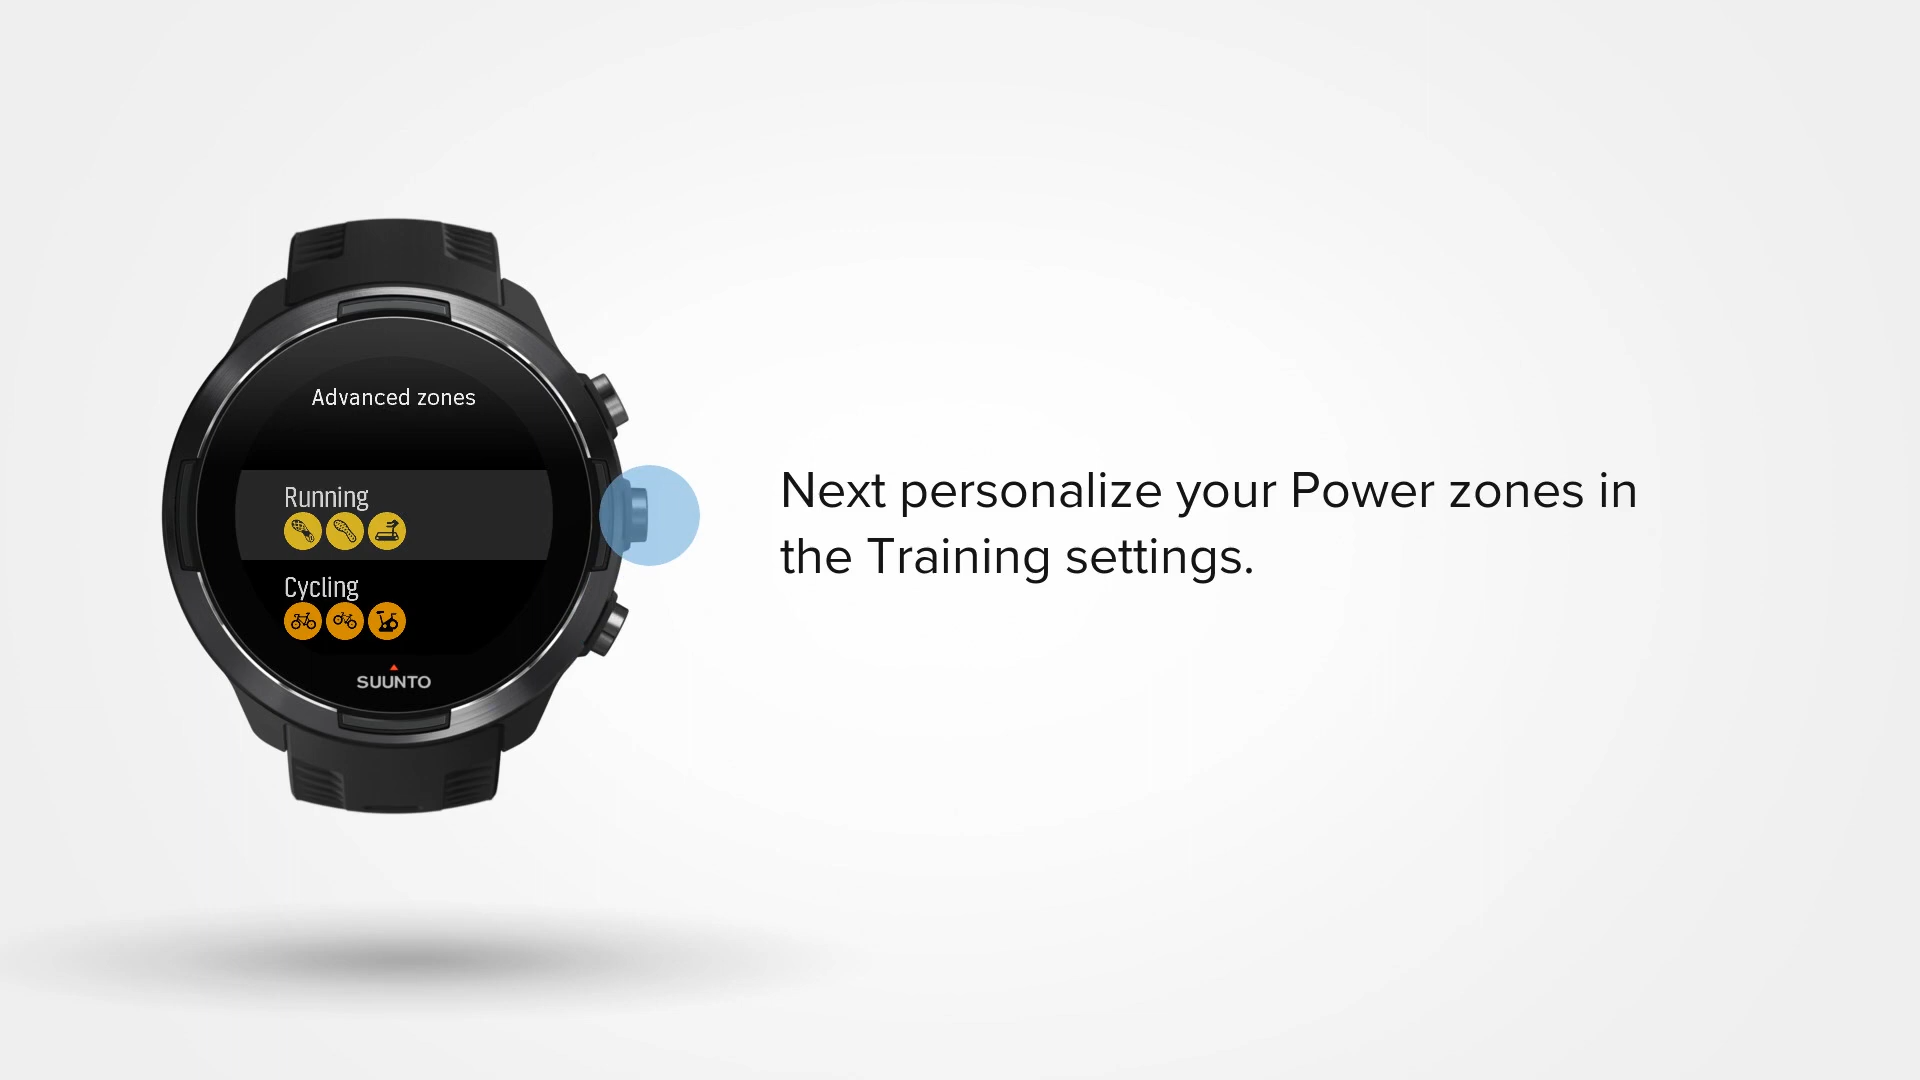 Advanced zones
Running
Cycling
SUUNTO
Next personalize your Power zones in
the Training settings.